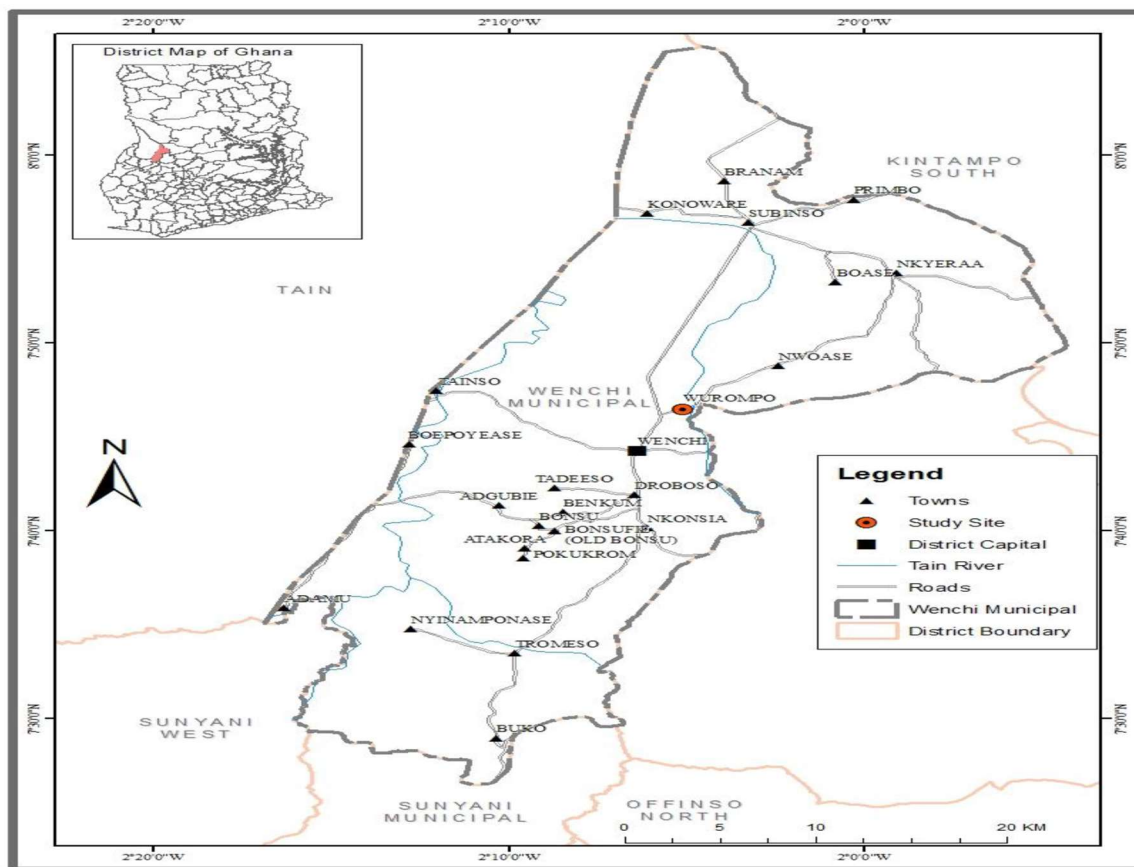 2°20'0"W 2°10'0"W 2°0'0"W
District Map of Ghana
8°0'0"N
8°0'0"N
KINTAMPO
SOUTH
BRANAM
PRIMBO
KONOWARE
SUBINSO
NKYERAA
BOASE
TAIN
7°50'0"N
7°50'0"N
NWOASE
TAINSO
WENCHI
MUNICIPAL
WUROMPO
BOEPOYEASE
WENCHI
N
TADEESO
DROBOSO
ADGUBIE
BENKUM
BONSU
NKONSIA
BONSUFIE
(OLD BONSU)
ATAKORA
POKUKROM
7°40'0"N
7°40'0"N
Legend
Towns
Study Site
District Capital
Tain River
Roads
Wenchi Municipal
District Boundary
ADAMU
NYINAMPONASE
TROMESO
SUNYANI
WEST
7°30'0"N
7°30'0"N
BUKO
SUNYANI
MUNICIPAL
OFFINSO
NORTH
0 5 10 20 KM
2°20'0"W 2°10'0"W 2°0'0"W